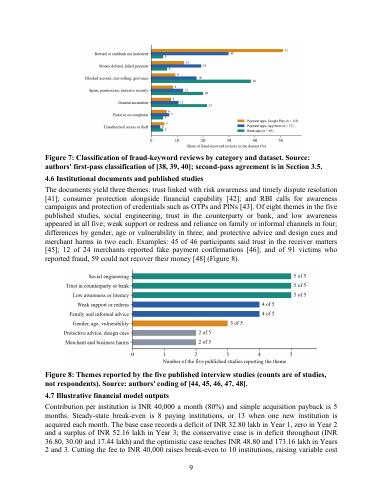 Reward or cashback not honoured
Money debited, failed payment
Blocked account, mis-selling, grievance
Spam, permissions, intrusive security
General accusation
Praise or no complaint
Unauthorised access or theft
51
30
38
22
0
10
20
30
40
50
Share of fraud-keyword reviews in the dataset (%)
Figure 7: Classification of fraud-keyword reviews by category and dataset. Source:
authors' first-pass classification of [38, 39, 40]; second-pass agreement is in Section 3.5.
4.6 Institutional documents and published studies
The documents yield three themes: trust linked with risk awareness and timely dispute resolution
[41]; consumer protection alongside financial capability [42]; and RBI calls for awareness
campaigns and protection of credentials such as OTPs and PINs [43]. Of eight themes in the five
published studies, social engineering, trust in the counterparty or bank, and low awareness
appeared in all five; weak support or redress and reliance on family or informal channels in four;
differences by gender, age or vulnerability in three; and protective advice and design cues and
merchant harms in two each. Examples: 45 of 46 participants said trust in the receiver matters
[45]; 12 of 24 merchants reported fake payment confirmations [46]; and of 91 victims who
reported fraud, 59 could not recover their money [48] (Figure 8).
Social engineering
5 of 5
Trust in counterparty or bank
5 of 5
Low awareness or literacy
5 of 5
Weak support or redress
4 of 5
Family and informal advice
4 of 5
Gender, age, vulnerability
3 of 5
Protective advice, design cues
2 of 5
Merchant and business harms
2 of 5
0
1
2
3
4
5
Number of the five published studies reporting the theme
Figure 8: Themes reported by the five published interview studies (counts are of studies,
not respondents). Source: authors' coding of [44, 45, 46, 47, 48].
4.7 Illustrative financial model outputs
Contribution per institution is INR 40,000 a month (80%) and simple acquisition payback is 5
months. Steady-state break-even is 8 paying institutions, or 13 when one new institution is
acquired each month. The base case records a deficit of INR 32.80 lakh in Year 1, zero in Year 2
and a surplus of INR 52.16 lakh in Year 3; the conservative case is in deficit throughout (INR
36.80, 30.00 and 17.44 lakh) and the optimistic case reaches INR 48.80 and 173.16 lakh in Years
2 and 3. Cutting the fee to INR 40,000 raises break-even to 10 institutions, raising variable cost
9